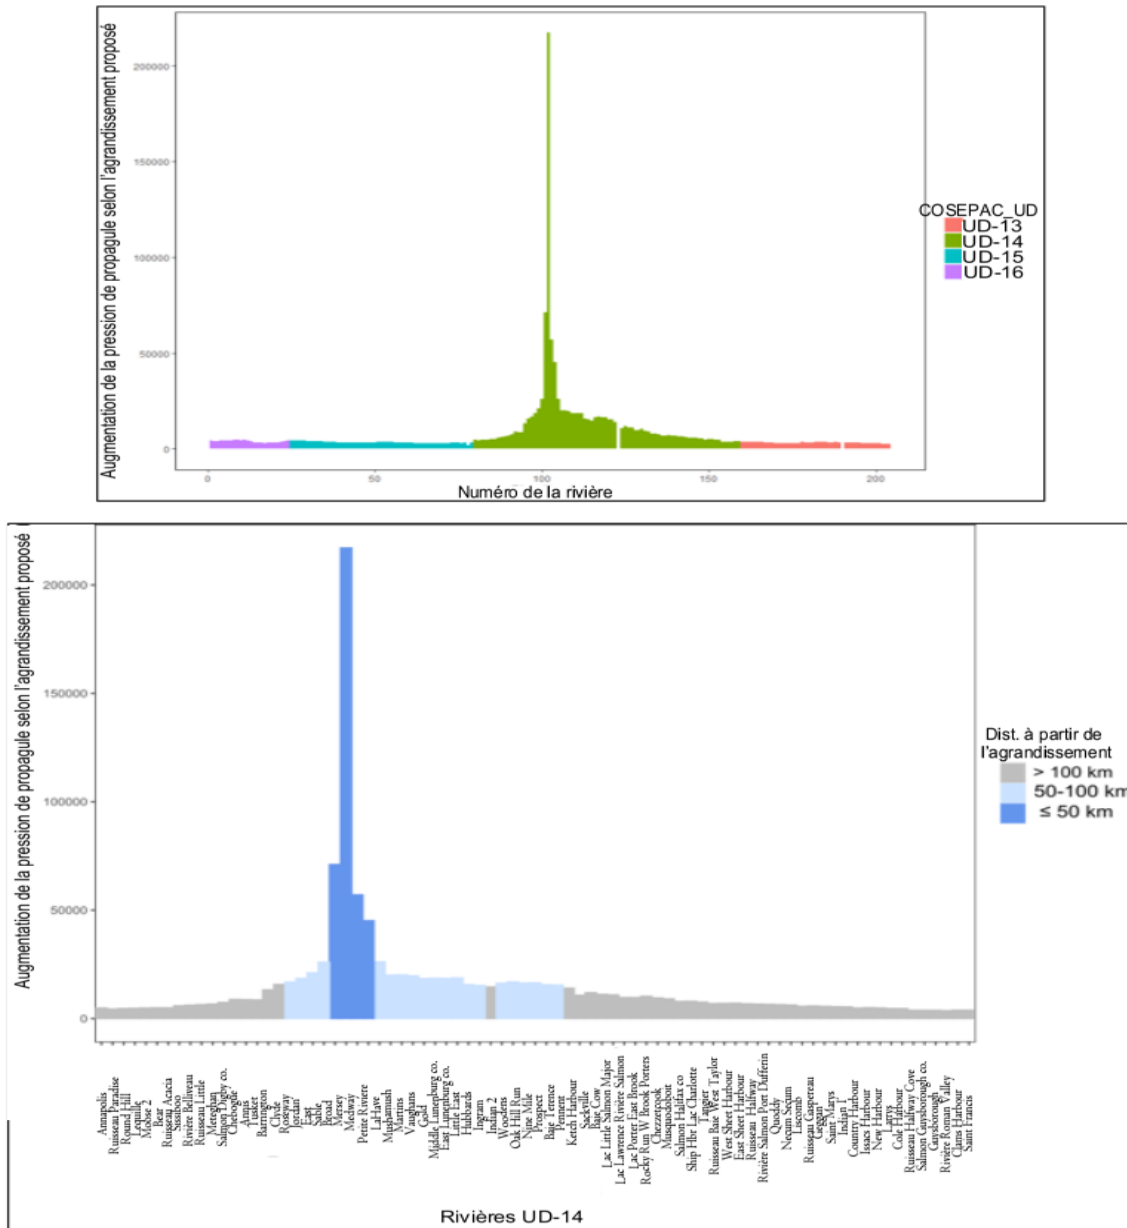 Augmentation de la pression de propagule selon l'agrandissement proposé
200000
150000
100000
50000
0
0
50
100
150
200
Numéro de la rivière
COSEPAC_UD
UD-13
UD-14
UD-15
UD-16
Augmentation de la pression de propagule selon l'agrandissement proposé
200000
150000
100000
50000
0
Dist. à partir de
l'agrandissement
> 100 km
50-100 km
≤ 50 km
Annapolis
Ruisseau Paradise
Round Hill
Lequille
Mobse 2
Bear
Ruisseau Acacia
Sissiboo
Rivière Belliveau
Ruisseau Little
Meteghan
Salmon Digby co.
Chebogue
Annis
Tusket
Barrington
Clyde
Roseway
Jordan
East
Sable
Broad
Mersey
Medway
Petite Riviere
LaHave
Mushamush
Martins
Vaughans
Gold
Middle Lunenburg co.
East Lunenburg co.
Little East
Hubbards
Ingram
Indian 2
Woodens
Oak Hill Run
Nine Mile
Prospect
Baie Terence
Pennent
Ketch Harbour
Sackville
Baie Cow
Lac Little Salmon Major
Lac Lawrence Rivière Salmon
Lac Porter East Brook
Rocky Run W Brook Porters
Chezzetcook
Musquodoboit
Salmon Halifax co
Ship Hbr Lac Charlotte
Tangier
Ruisseau Baie West Taylor
West Sheet Harbour
East Sheet Harbour
Ruisseau Halfway
Rivière Salmon Port Dufferin
Quoddy
Necum Secum
Liscomb
Ruisseau Gaspereau
Geggan
Saint Marys
Indian 1
Country Harbour
Issacs Harbour
New Harbour
Larrys
Cole Harbour
Ruisseau Halfway Cove
Salmon Guysborough co.
Guysborough
Rivière Roman Valley
Clams Harbour
Saint Francis
Rivières UD-14